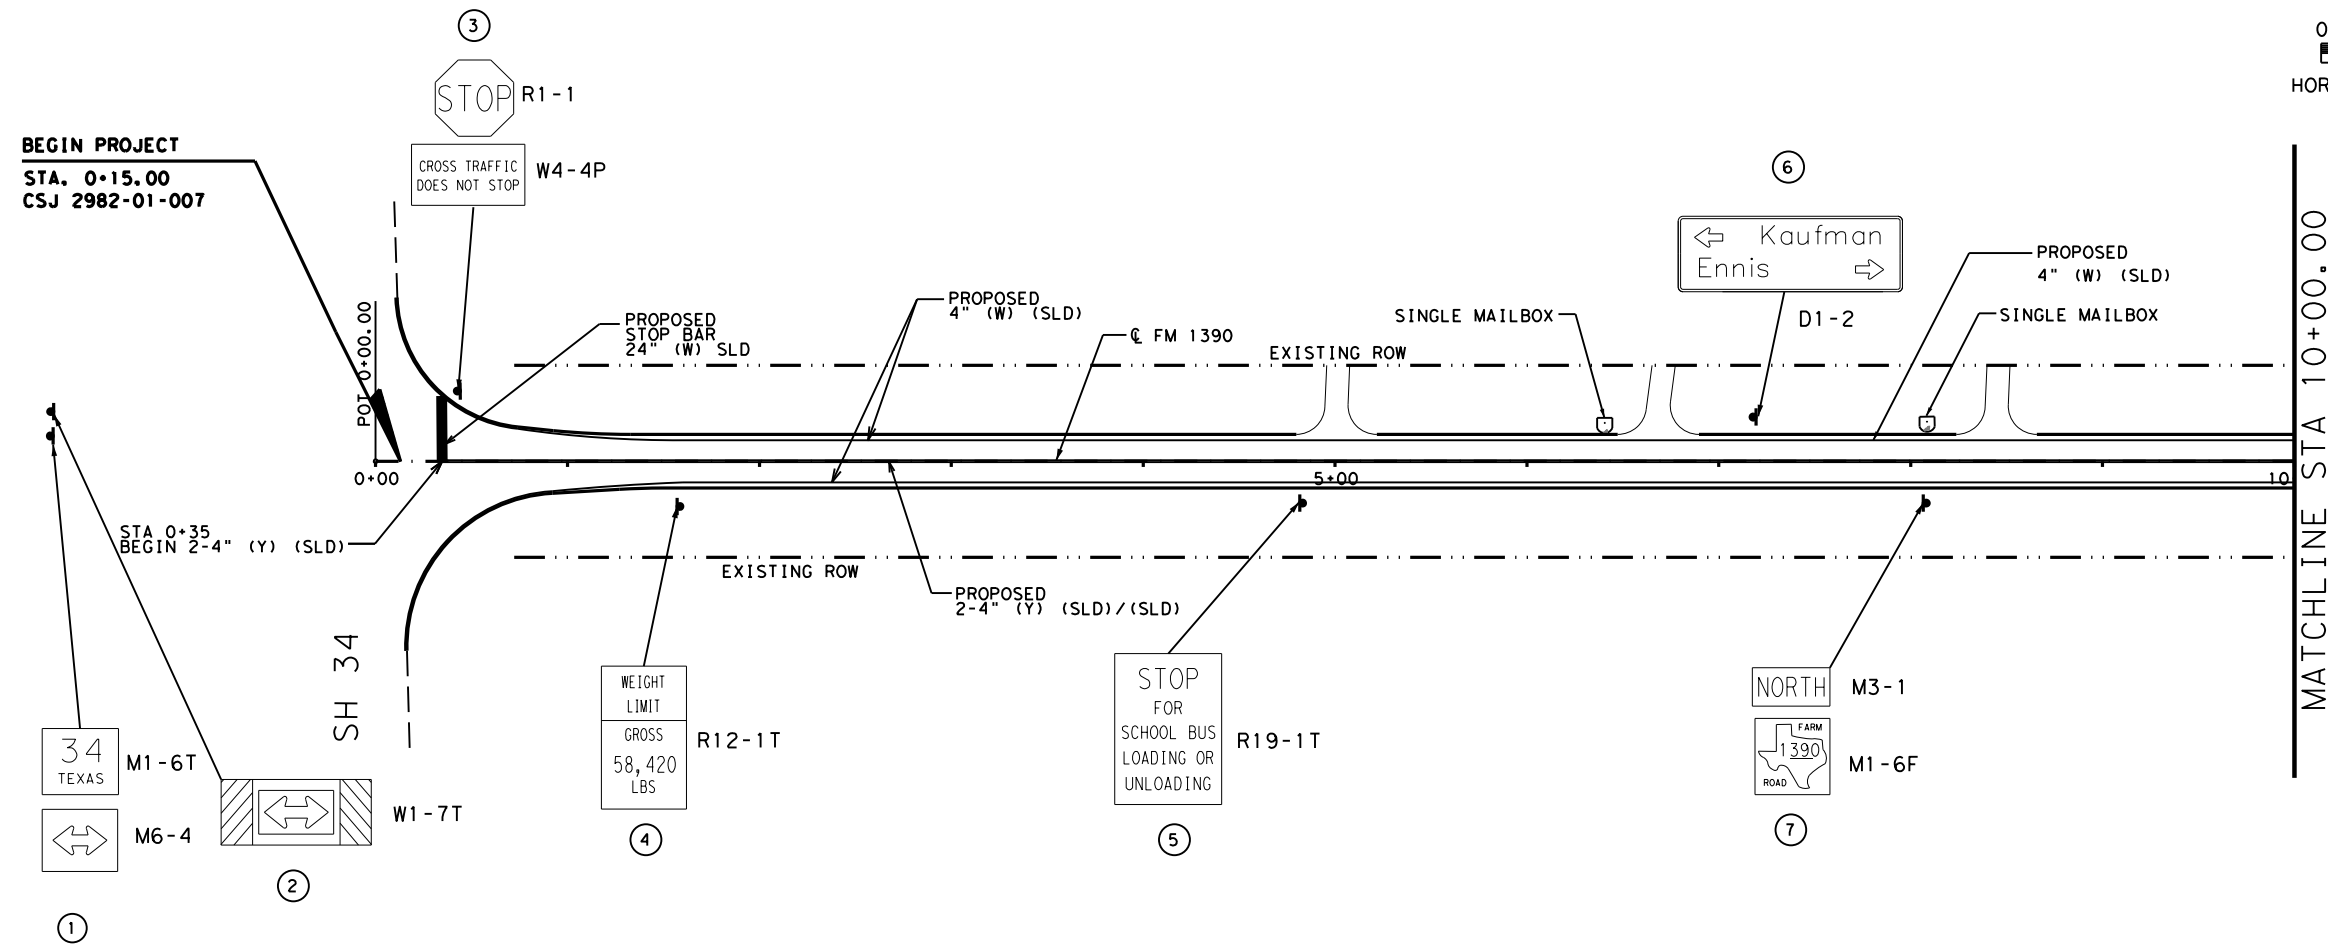 3
STOP
R1-1
CROSS TRAFFIC
DOES NOT STOP
W4-4P
BEGIN PROJECT
STA. 0+15.00
CSJ 2982-01-007
POT 0+00.00
PROPOSED
STOP BAR
24" (W) SLD
PROPOSED
4" (W) (SLD)
℄ FM 1390
EXISTING ROW
SINGLE MAILBOX
6
Kaufman
Ennis
D1-2
PROPOSED
4" (W) (SLD)
SINGLE MAILBOX
HOR
MATCHLINE STA 10+00.00
0+00
5+00
10
STA 0+35
BEGIN 2-4" (Y) (SLD)
EXISTING ROW
PROPOSED
2-4" (Y) (SLD)/(SLD)
SH 34
34
TEXAS
M1-6T
M6-4
1
W1-7T
2
WEIGHT
LIMIT
GROSS
58,420
LBS
R12-1T
4
STOP
FOR
SCHOOL BUS
LOADING OR
UNLOADING
R19-1T
5
NORTH
M3-1
FARM
1390
ROAD
M1-6F
7